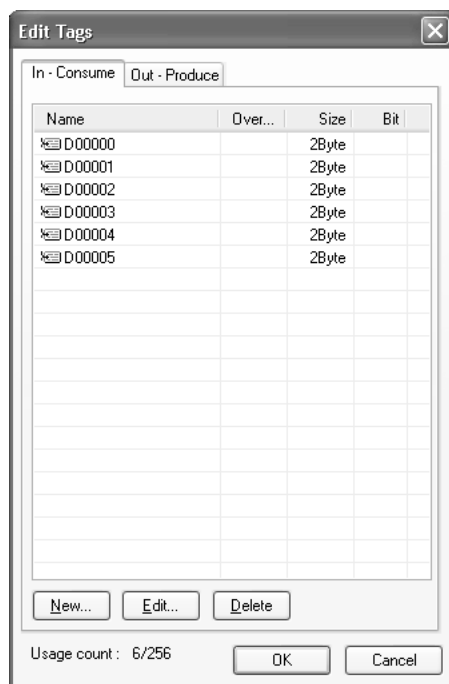 Edit Tags
In - Consume Out - Produce
Name Over... Size Bit
D00000 2Byte
D00001 2Byte
D00002 2Byte
D00003 2Byte
D00004 2Byte
D00005 2Byte
New... Edit... Delete
Usage count : 6/256 OK Cancel